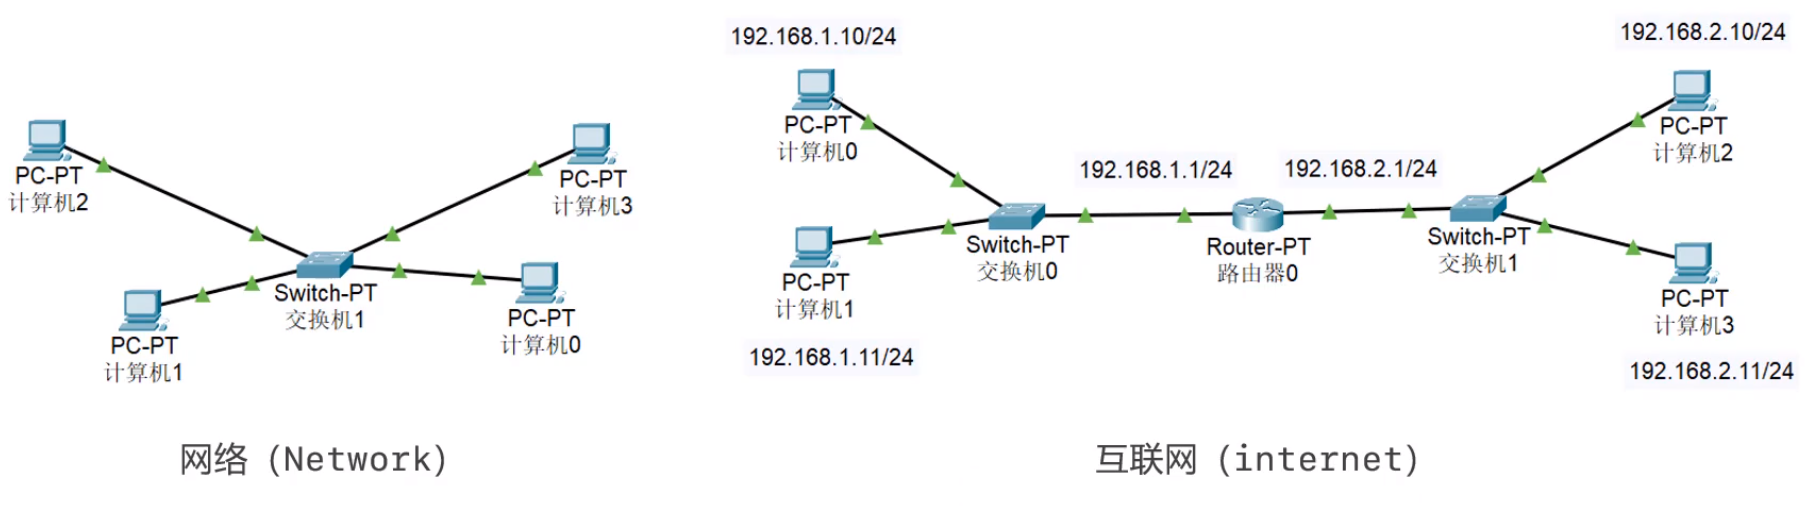 PC-PT
计算机2
PC-PT
计算机3
Switch-PT
交换机1
PC-PT
计算机1
PC-PT
计算机0
网络（Network）
192.168.1.10/24
PC-PT
计算机0
192.168.1.1/24
192.168.2.1/24
192.168.2.10/24
PC-PT
计算机2
Switch-PT
交换机0
Router-PT
路由器0
Switch-PT
交换机1
PC-PT
计算机1
192.168.1.11/24
PC-PT
计算机3
192.168.2.11/24
互联网（internet）